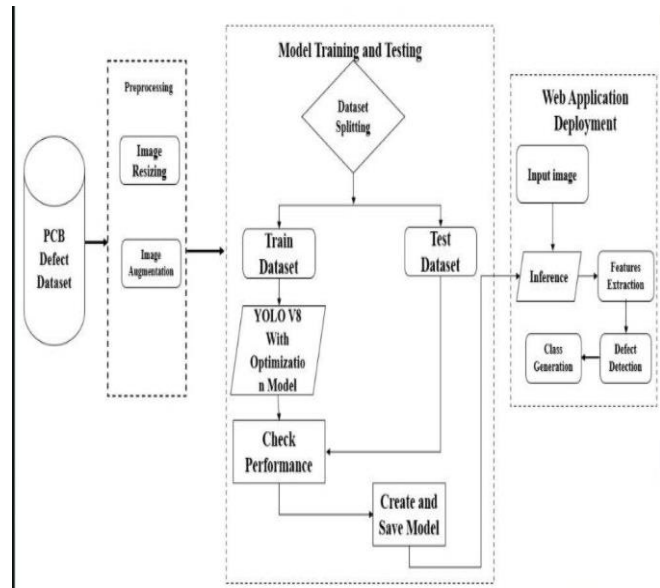 PCB
Defect
Dataset
Preprocessing
Image
Resizing
Image
Augmentation
Model Training and Testing
Dataset
Splitting
Train
Dataset
Test
Dataset
YOLO V8
With
Optimizatio
n Model
Check
Performance
Create and
Save Model
Web Application
Deployment
Input image
Inference
Features
Extraction
Defect
Detection
Class
Generation